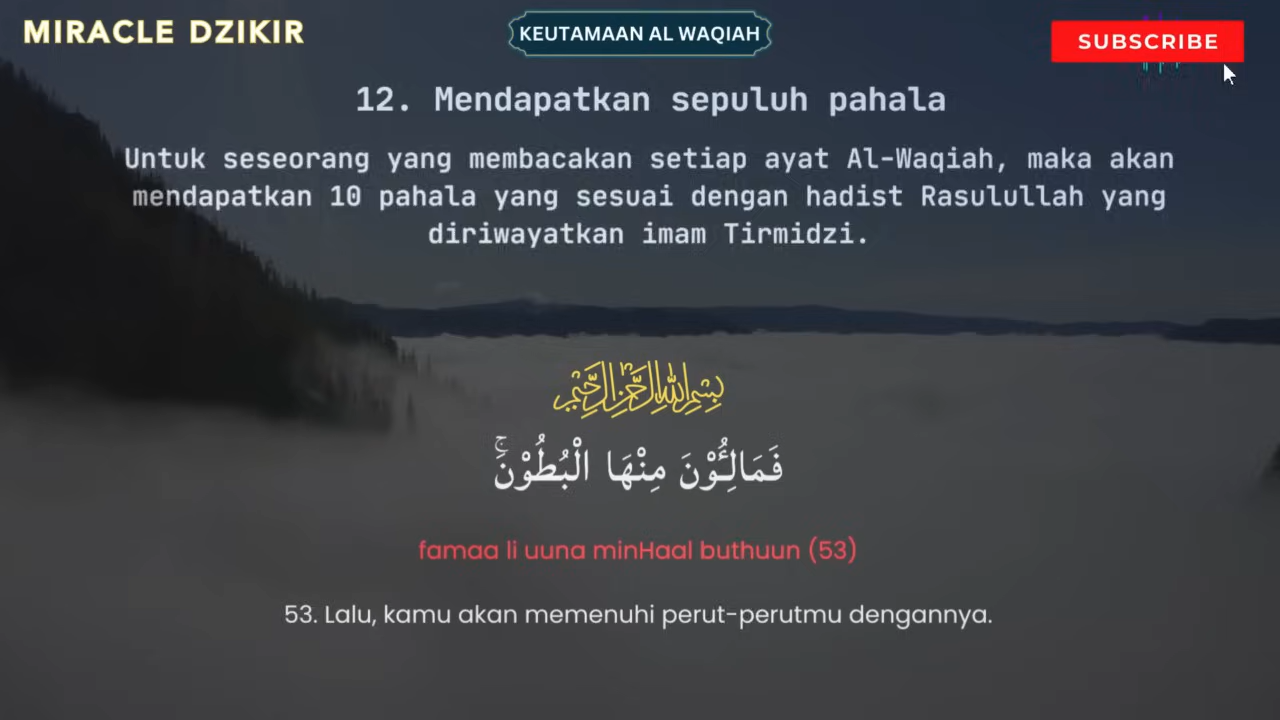 MIRACLE DZIKIR
KEUTAMAAN AL WAQIAH
SUBSCRIBE
12. Mendapatkan sepuluh pahala
Untuk seseorang yang membacakan setiap ayat Al-Waqiah, maka akan
mendapatkan 10 pahala yang sesuai dengan hadist Rasulullah yang
diriwayatkan imam Tirmidzi.
بِسْمِ اللهِ الرَّحْمٰنِ الرَّحِيْمِ
فَمَالِـُٔوْنَ مِنْهَا الْبُطُوْنَۚ
famaa li uuna minHaal buthuun (53)
53. Lalu, kamu akan memenuhi perut-perutmu dengannya.